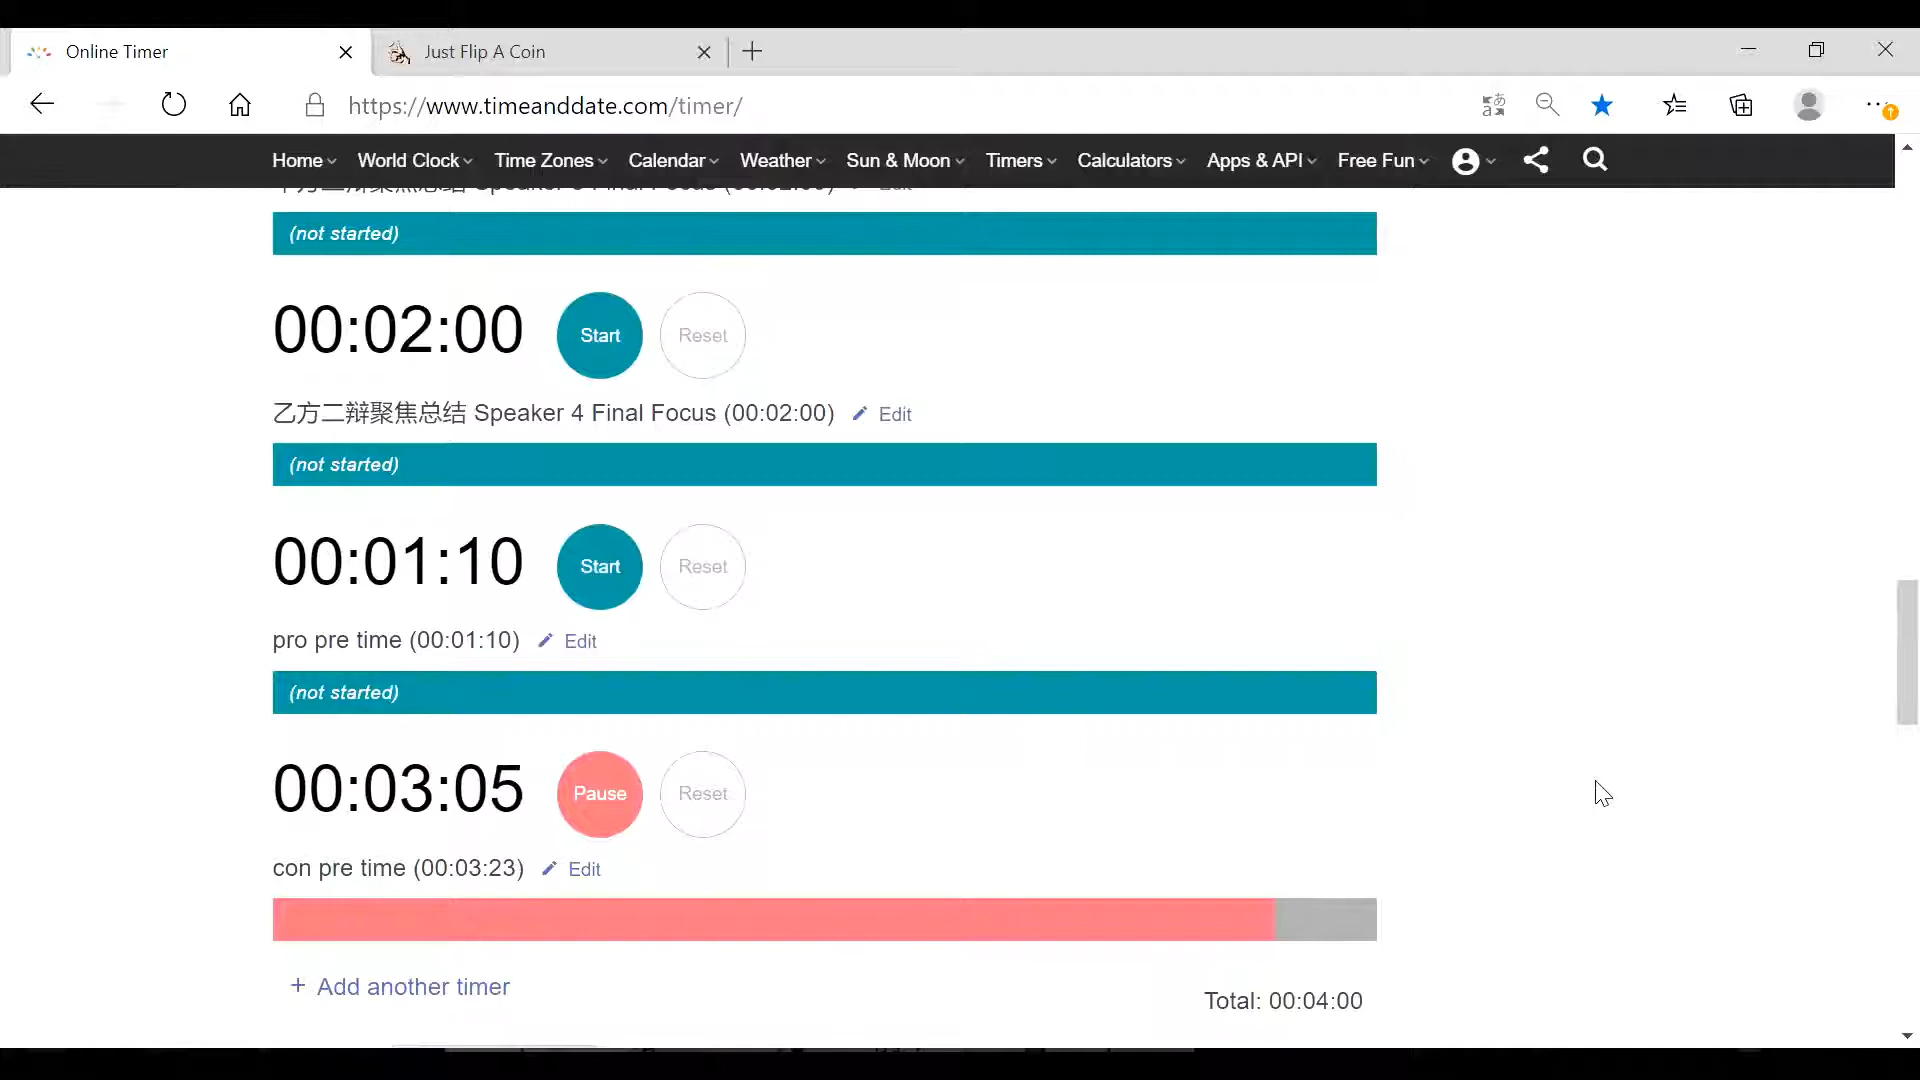 Online Timer
Just Flip A Coin
https://www.timeanddate.com/timer/
Home World Clock Time Zones Calendar Weather Sun & Moon Timers Calculators Apps & API Free Fun
(not started)
00:02:00 Start Reset
乙方二辩聚焦总结 Speaker 4 Final Focus (00:02:00) Edit
(not started)
00:01:10 Start Reset
pro pre time (00:01:10) Edit
(not started)
00:03:05 Pause Reset
con pre time (00:03:23) Edit
+ Add another timer
Total: 00:04:00